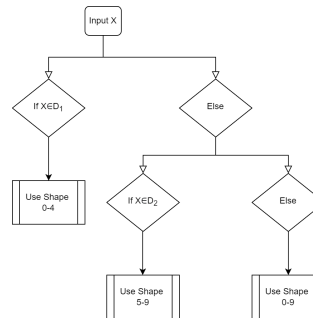 Input X
If X∈D₁
Else
Use Shape
0-4
If X∈D₂
Else
Use Shape
5-9
Use Shape
0-9